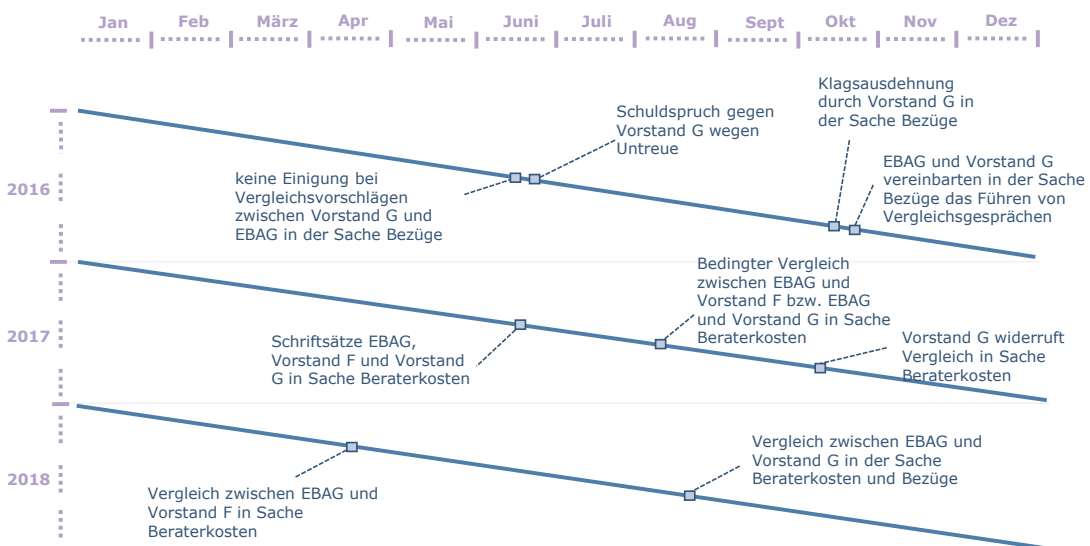 Jan Feb März Apr Mai Juni Juli Aug Sept Okt Nov Dez
2016
keine Einigung bei
Vergleichsvorschlägen
zwischen Vorstand G und
EBAG in der Sache Bezüge
Schuldspruch gegen
Vorstand G wegen
Untreue
Klagsausdehnung
durch Vorstand G in
der Sache Bezüge
EBAG und Vorstand G
vereinbarten in der Sache
Bezüge das Führen von
Vergleichsgesprächen
2017
Schriftsätze EBAG,
Vorstand F und Vorstand
G in Sache Beraterkosten
Bedingter Vergleich
zwischen EBAG und
Vorstand F bzw. EBAG
und Vorstand G in Sache
Beraterkosten
Vorstand G widerruft
Vergleich in Sache
Beraterkosten
2018
Vergleich zwischen EBAG und
Vorstand F in Sache
Beraterkosten
Vergleich zwischen EBAG und
Vorstand G in der Sache
Beraterkosten und Bezüge